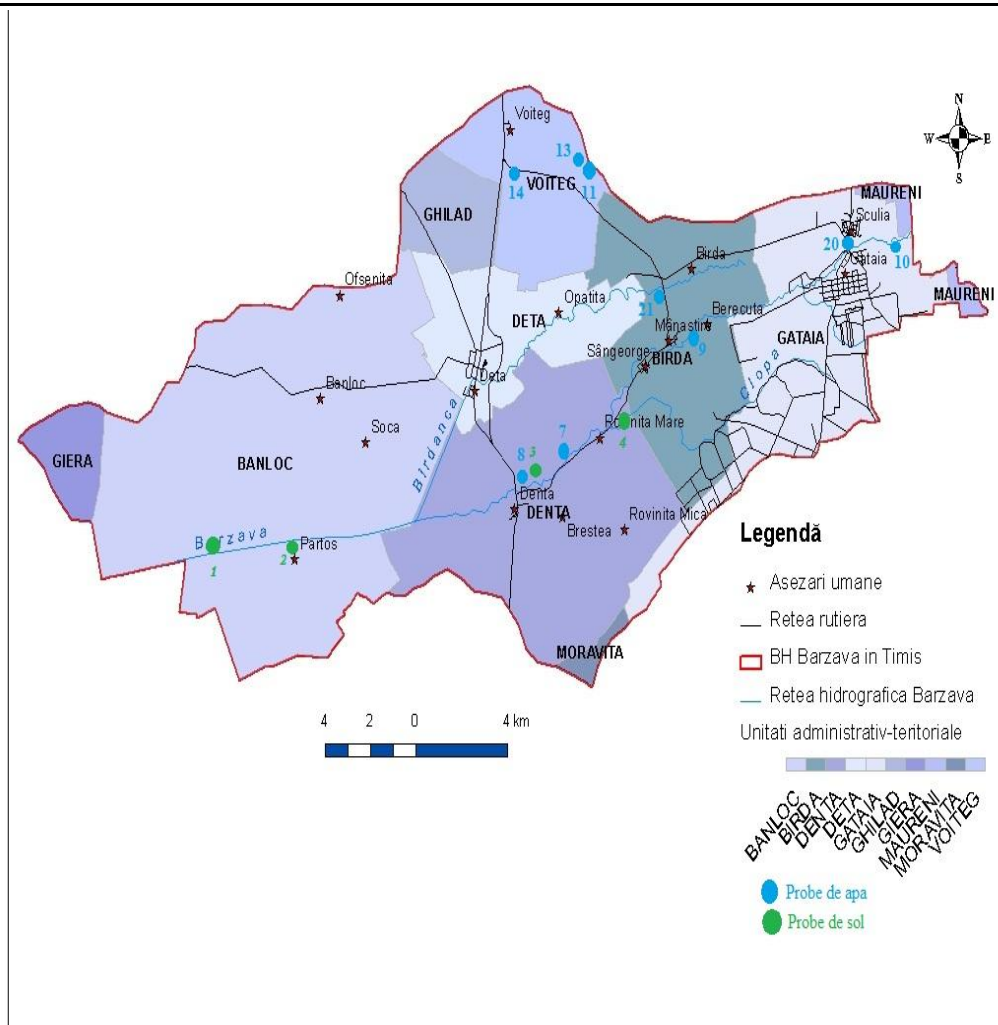 N
W E
S
Voiteg
13
14
VOITEG
11
MAURENI
GHILAD
Sculia
20
10
Gataia
Birda
Ofsenita
MAURENI
Opatita
21
DETA
Berecuta
Mânastire
9
GATAIA
Sângeorge
BIRDA
Clopa
Deta
Banloc
Birdanca
Soca
Rovinita Mare
4
GIERA
BANLOC
7
8
3
Denta
DENTA
Brestea
Rovinita Mica
Barzava
Partos
1
2
MORAVITA
4 2 0 4 km
Legendă
Asezari umane
Retea rutiera
BH Barzava in Timis
Retea hidrografica Barzava
Unitati administrativ-teritoriale
BANLOC
BIRDA
DENTA
DETA
GATAIA
GHILAD
GIERA
MAURENI
MORAVITA
VOITEG
Probe de apa
Probe de sol